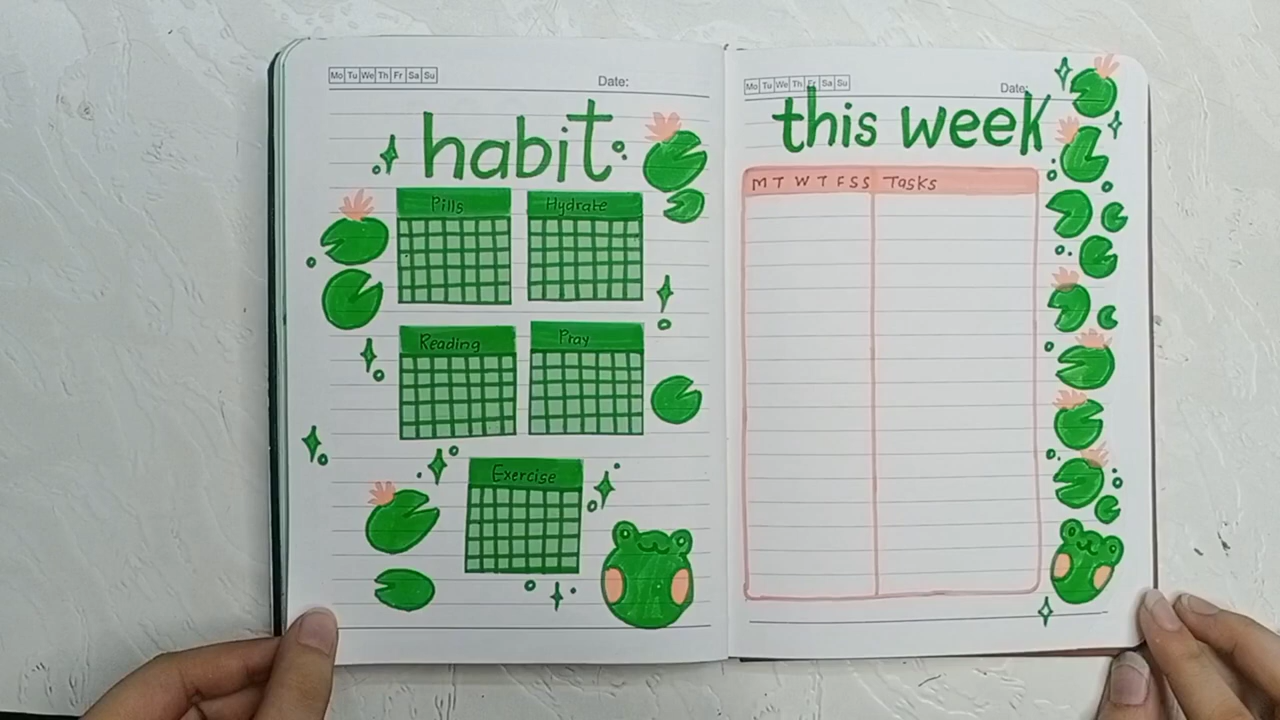 Mo Tu We Th Fr Sa Su Date:
habit
Pills Hydrate
Reading Pray
Exercise
Mo Tu We Th Fr Sa Su Date:
this week
M T W T F S S Tasks